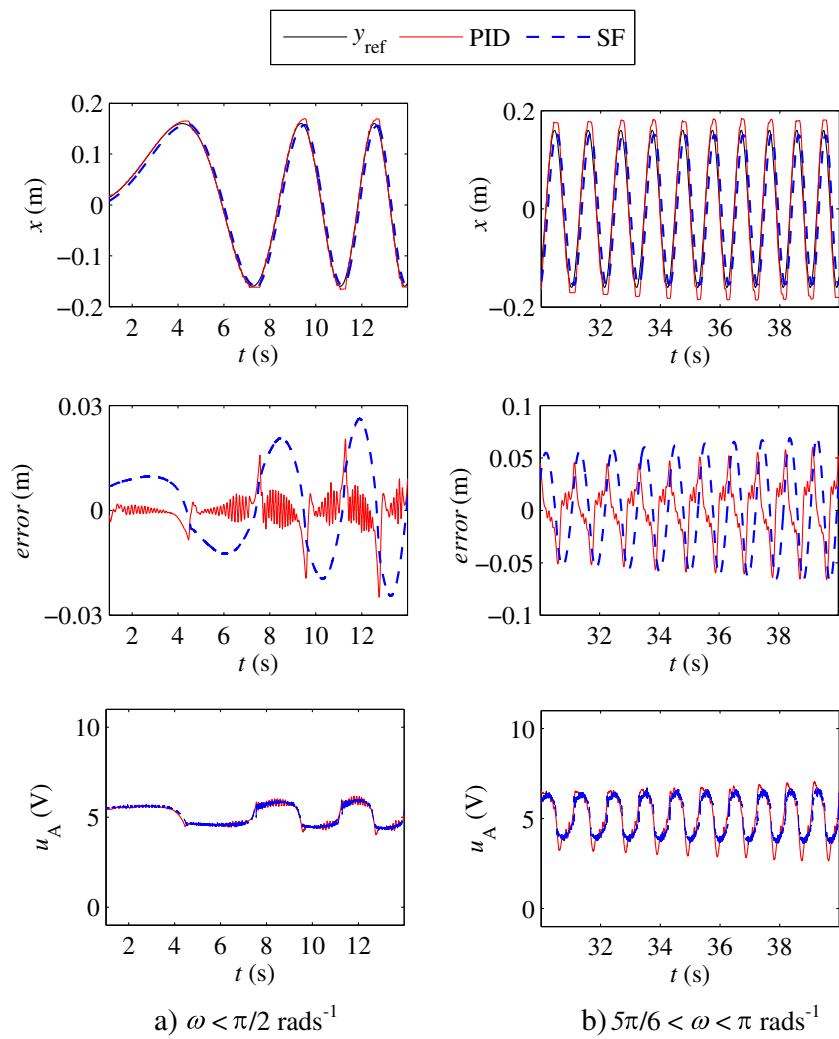 y_ref PID SF
0.2
0.1
0
−0.1
−0.2
x (m)
2 4 6 8 10 12
t (s)
0.2
0.1
0
−0.1
−0.2
x (m)
32 34 36 38
t (s)
0.03
0
-0.03
error (m)
2 4 6 8 10 12
t (s)
0.1
0.05
0
-0.05
-0.1
error (m)
32 34 36 38
t (s)
10
5
0
u_A (V)
2 4 6 8 10 12
t (s)
10
5
0
u_A (V)
32 34 36 38
t (s)
a) ω < π/2 rads⁻¹
b) 5π/6 < ω < π rads⁻¹